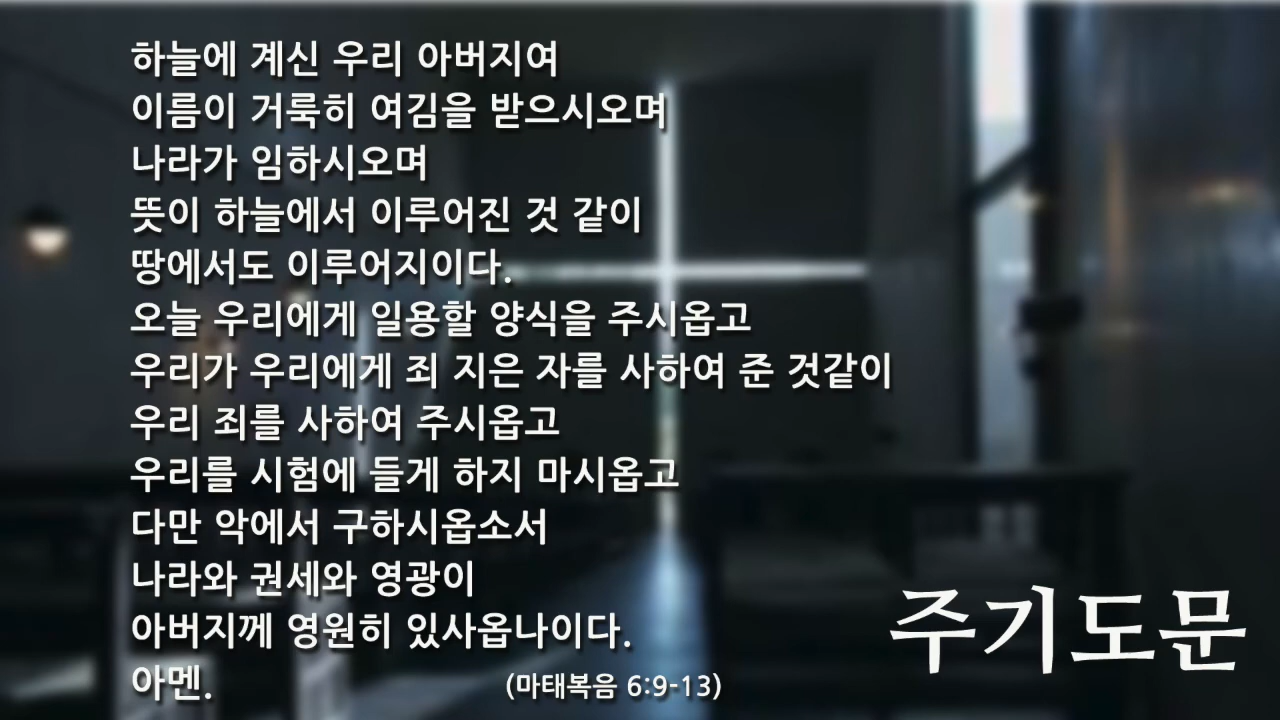 하늘에 계신 우리 아버지여
이름이 거룩히 여김을 받으시오며
나라가 임하시오며
뜻이 하늘에서 이루어진 것 같이
땅에서도 이루어지이다.
오늘 우리에게 일용할 양식을 주시옵고
우리가 우리에게 죄 지은 자를 사하여 준 것같이
우리 죄를 사하여 주시옵고
우리를 시험에 들게 하지 마시옵고
다만 악에서 구하시옵소서
나라와 권세와 영광이
아버지께 영원히 있사옵나이다.
아멘.
(마태복음 6:9-13)
주기도문